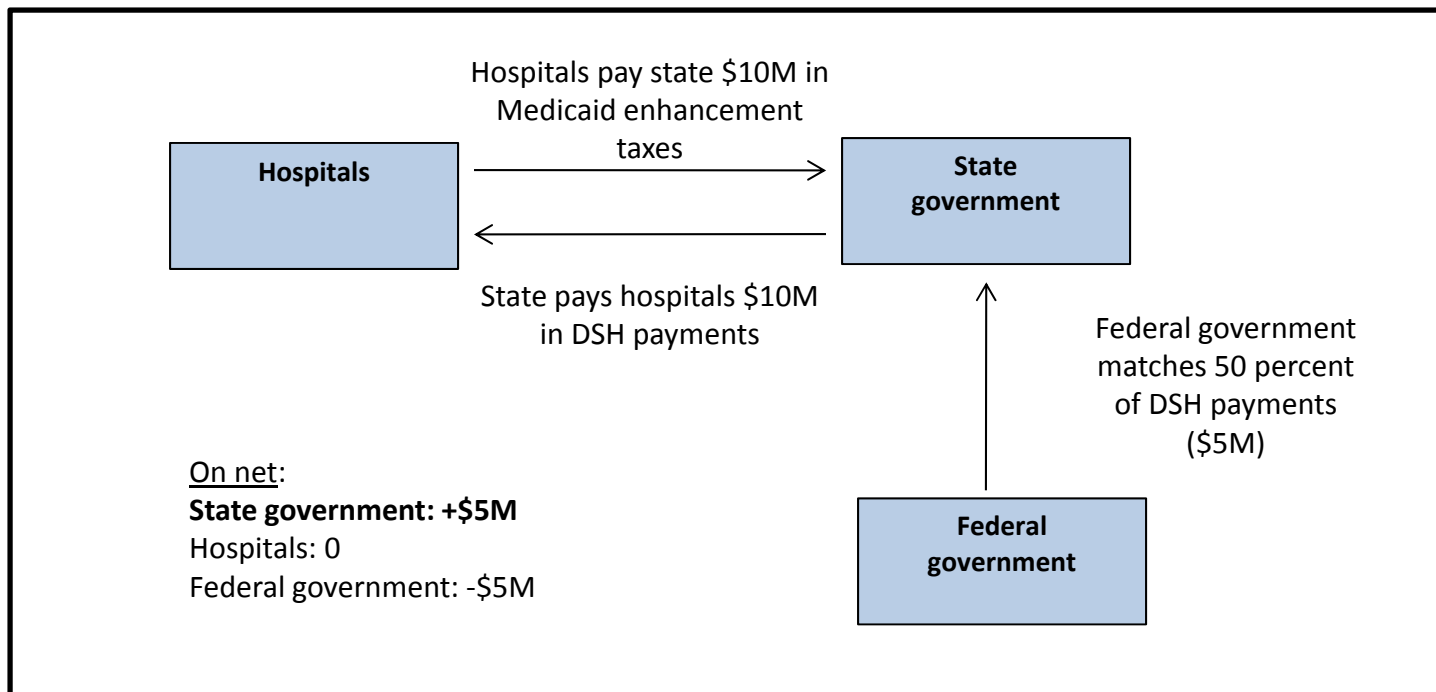 Hospitals pay state $10M in
Medicaid enhancement
taxes
Hospitals
State
government
State pays hospitals $10M
in DSH payments
Federal government
matches 50 percent
of DSH payments
($5M)
On net:
State government: +$5M
Hospitals: 0
Federal government: -$5M
Federal
government